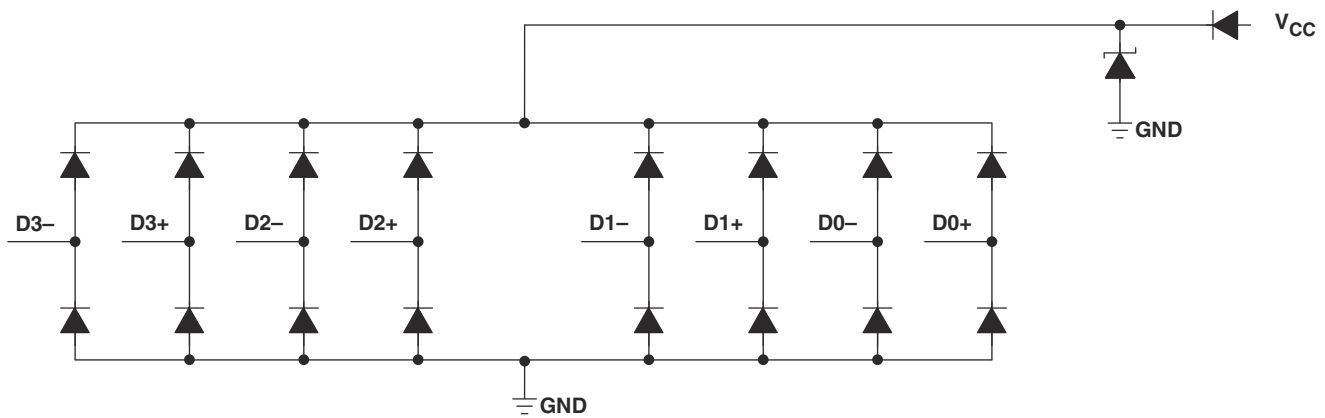 VCC
GND
D3– D3+ D2– D2+ D1– D1+ D0– D0+
GND